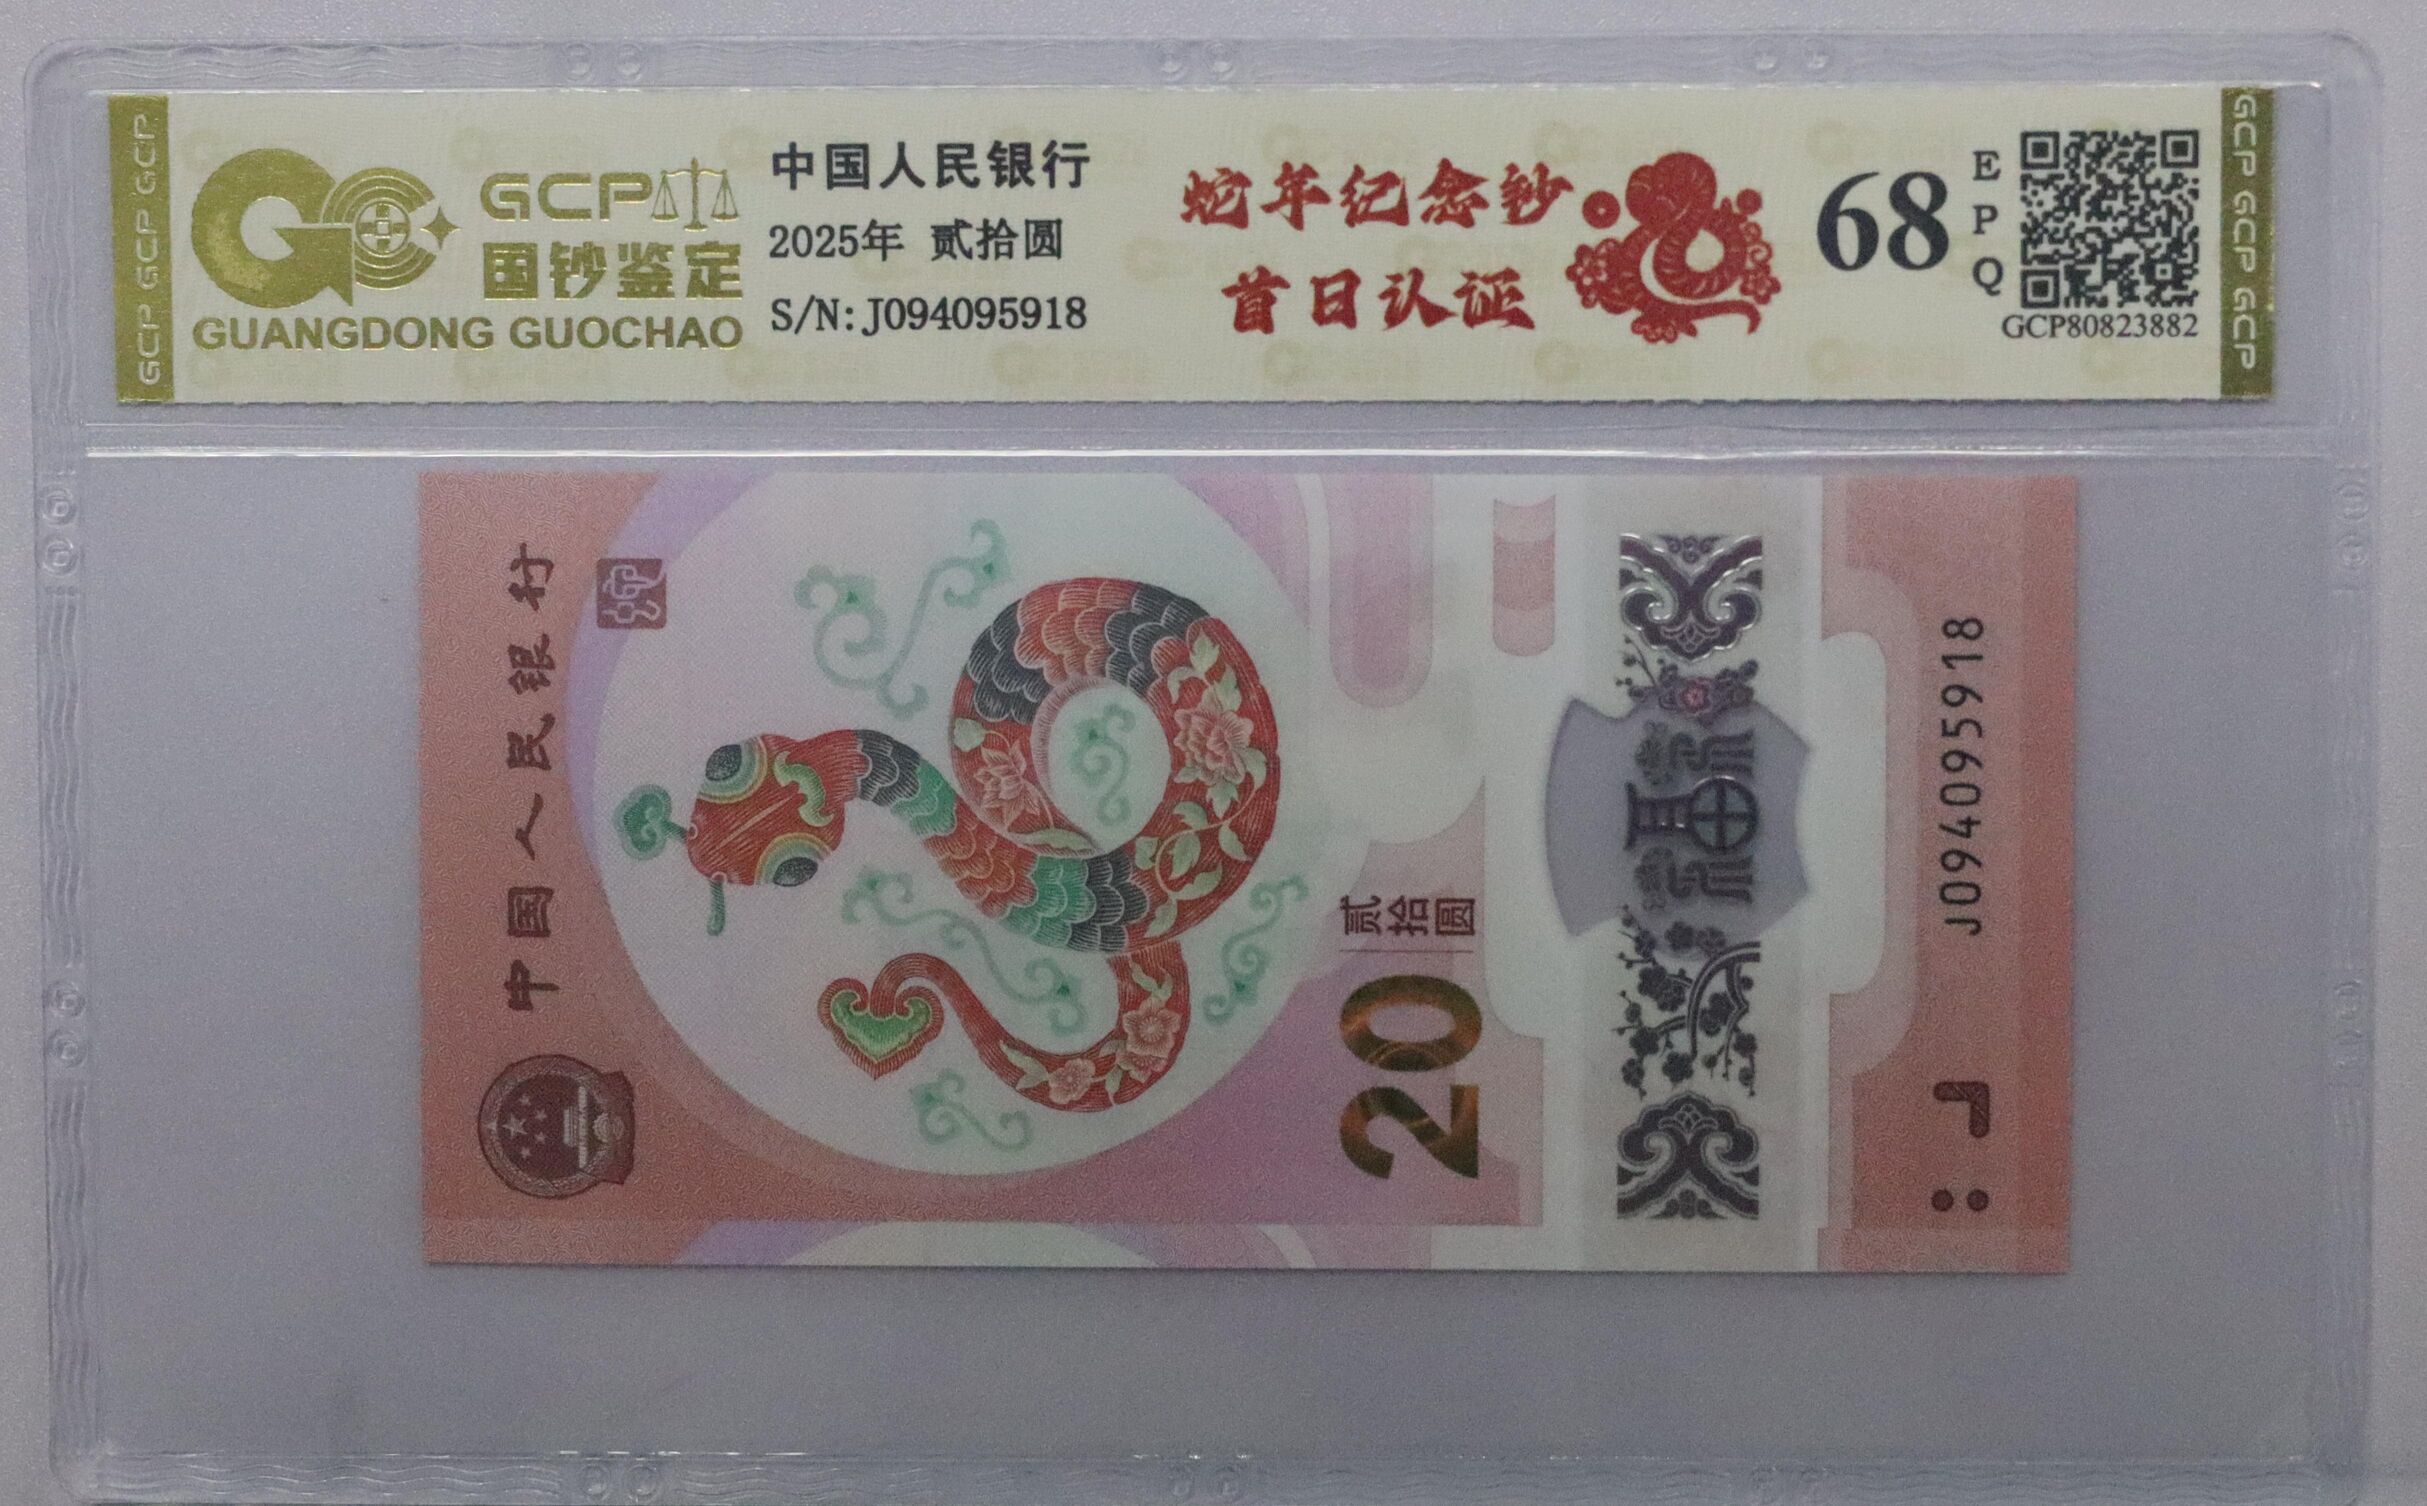 GCP GCP GCP
GCP
国钞鉴定
GUANGDONG GUOCHAO
中国人民银行
2025年 贰拾圆
S/N:J094095918
蛇年纪念钞
首日认证
68
EPQ
GCP80823882
GCP GCP GCP
中国人民银行
20
贰拾圆
福
J094095918